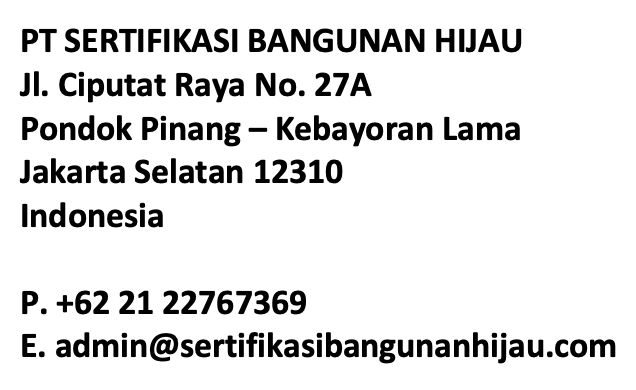 PT SERTIFIKASI BANGUNAN HIJAU
Jl. Ciputat Raya No. 27A
Pondok Pinang – Kebayoran Lama
Jakarta Selatan 12310
Indonesia
P. +62 21 22767369
E. admin@sertifikasibangunanhijau.com